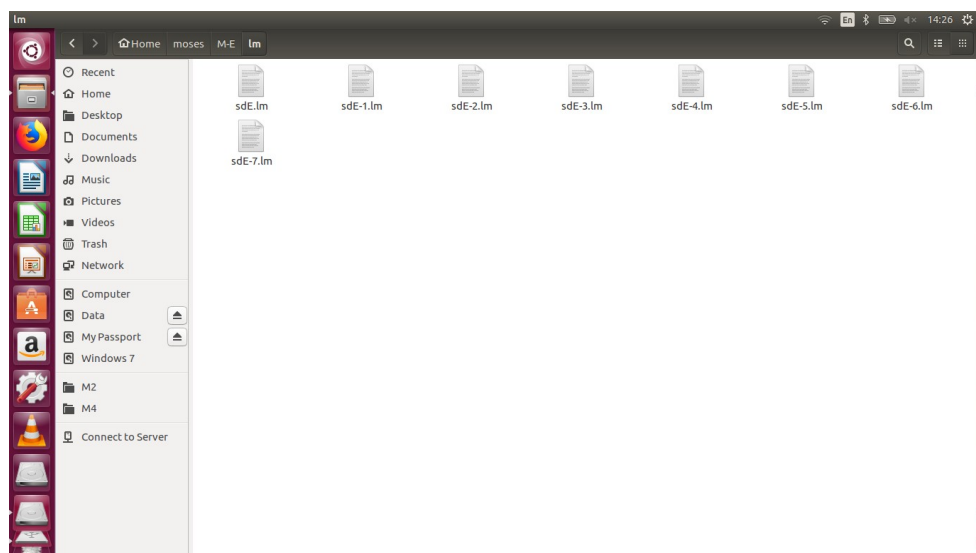 lm
En
14:26
Home moses M-E lm
Recent
Home
Desktop
Documents
Downloads
Music
Pictures
Videos
Trash
Network
Computer
Data
My Passport
Windows 7
M2
M4
Connect to Server
sdE.lm sdE-1.lm sdE-2.lm sdE-3.lm sdE-4.lm sdE-5.lm sdE-6.lm
sdE-7.lm